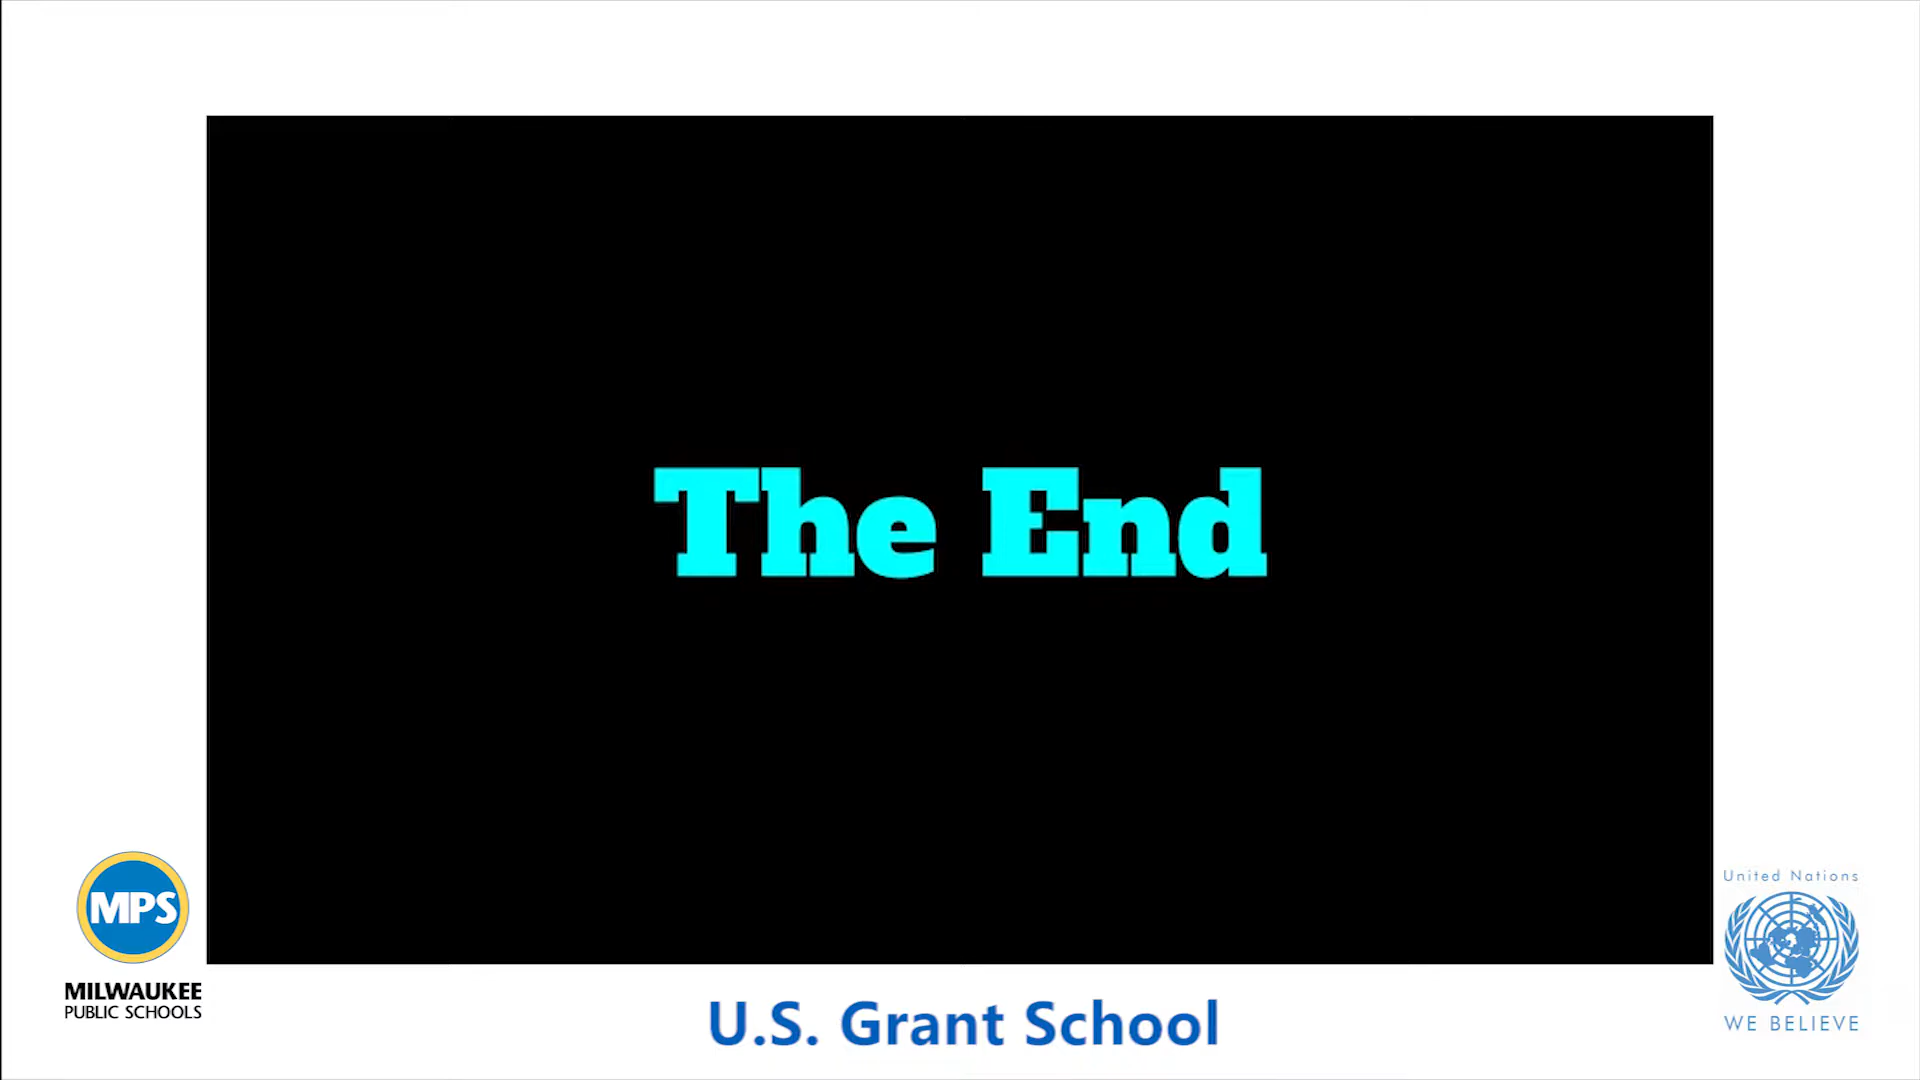 The End
MPS
MILWAUKEE
PUBLIC SCHOOLS
U.S. Grant School
United Nations
WE BELIEVE